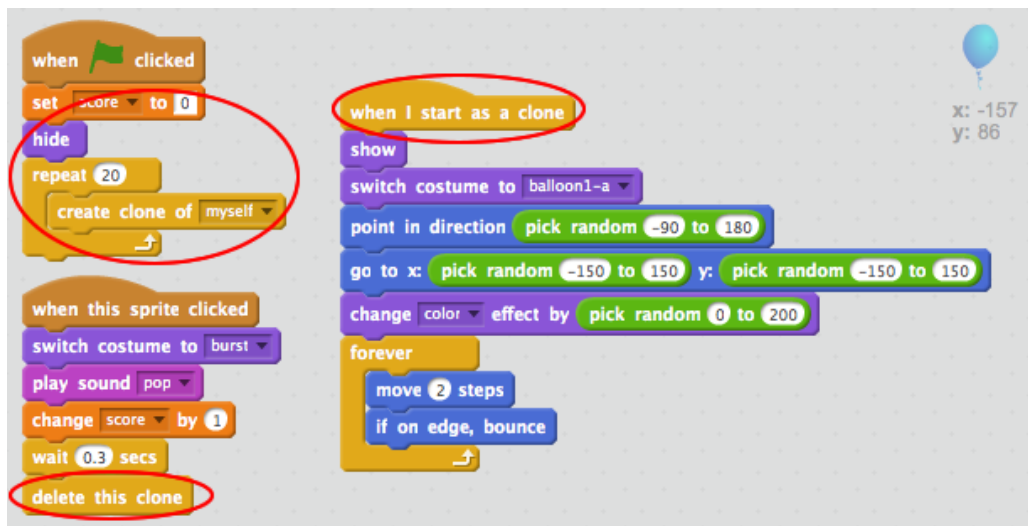 when clicked
set score to 0
hide
repeat 20
create clone of myself
when this sprite clicked
switch costume to burst
play sound pop
change score by 1
wait 0.3 secs
delete this clone
when I start as a clone
show
switch costume to balloon1-a
point in direction pick random -90 to 180
go to x: pick random -150 to 150 y: pick random -150 to 150
change color effect by pick random 0 to 200
forever
move 2 steps
if on edge, bounce
x: -157
y: 86